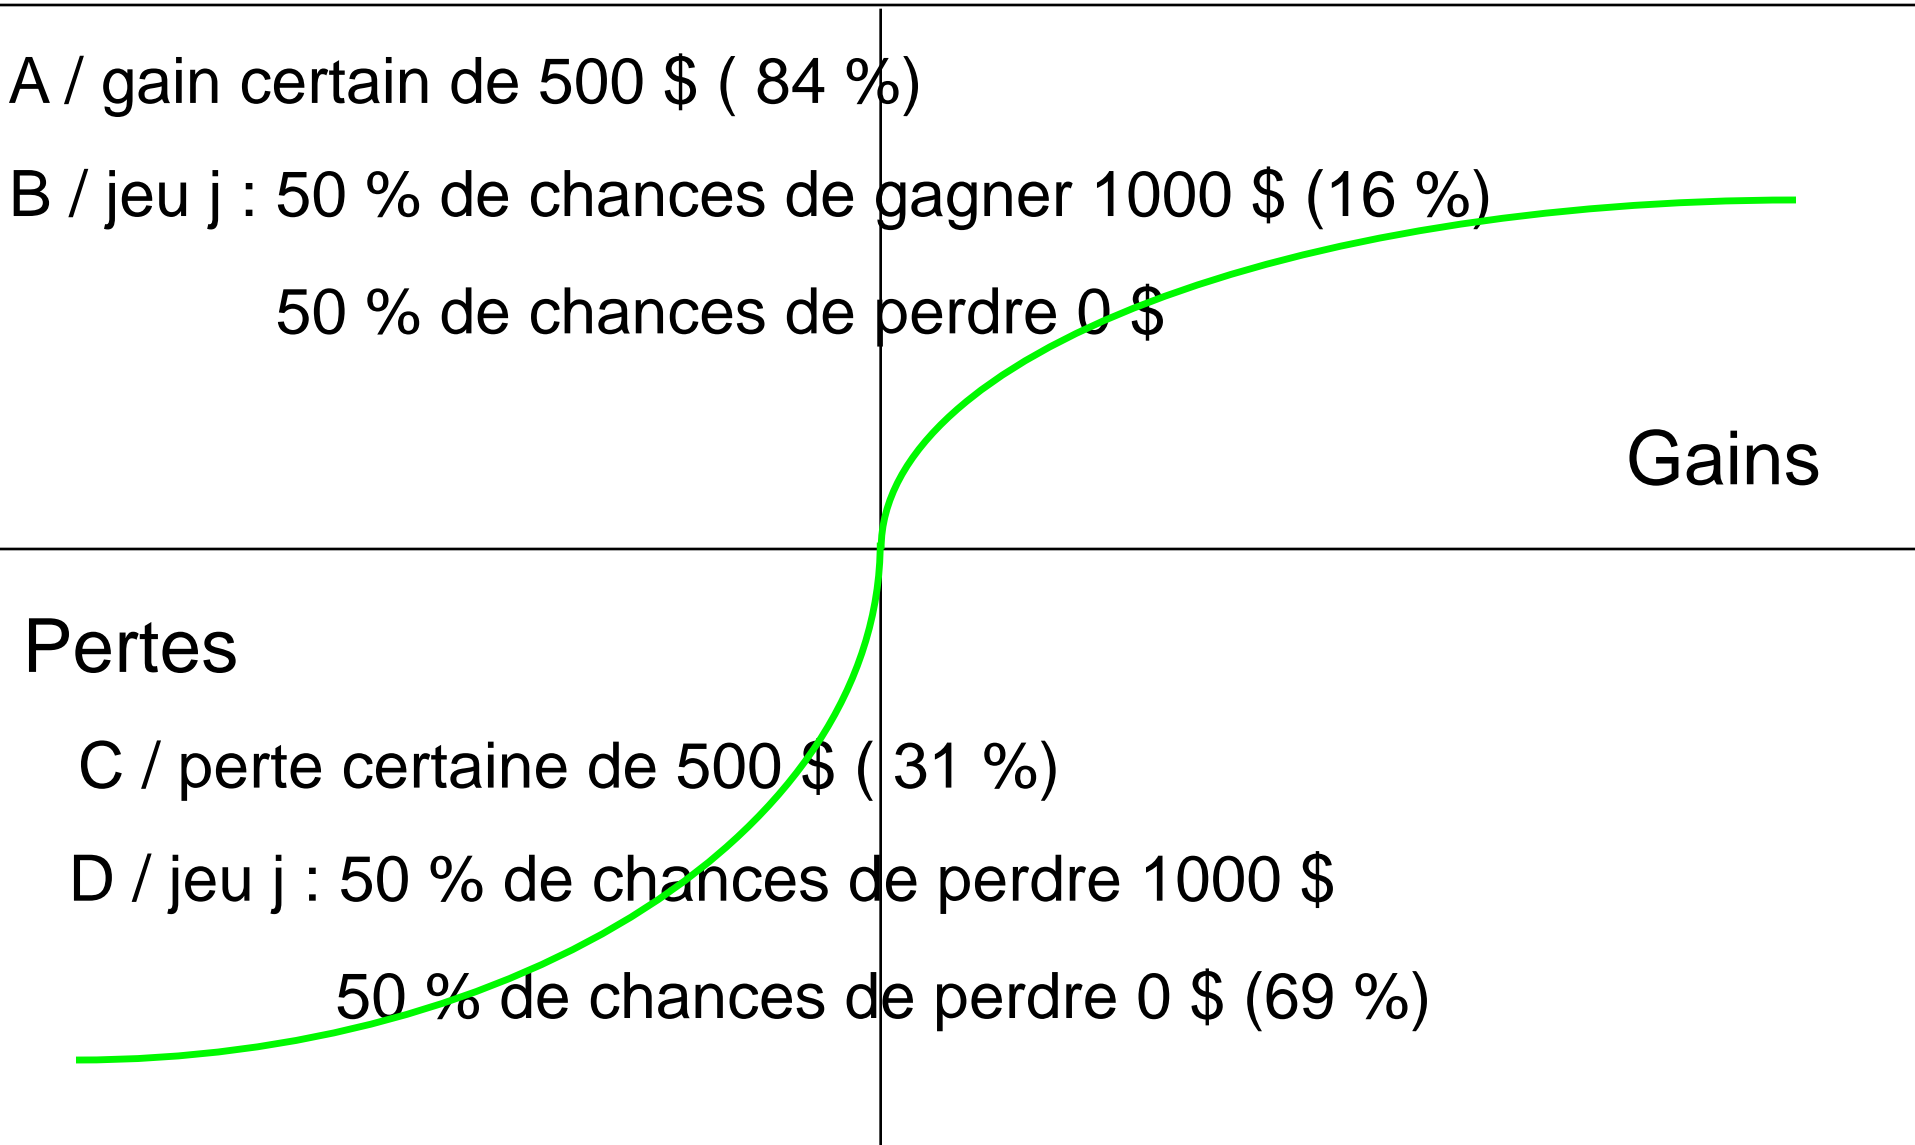 A / gain certain de 500 $ ( 84 %)
B / jeu j : 50 % de chances de gagner 1000 $ (16 %)
50 % de chances de perdre 0 $
Gains
Pertes
C / perte certaine de 500 $ ( 31 %)
D / jeu j : 50 % de chances de perdre 1000 $
50 % de chances de perdre 0 $ (69 %)